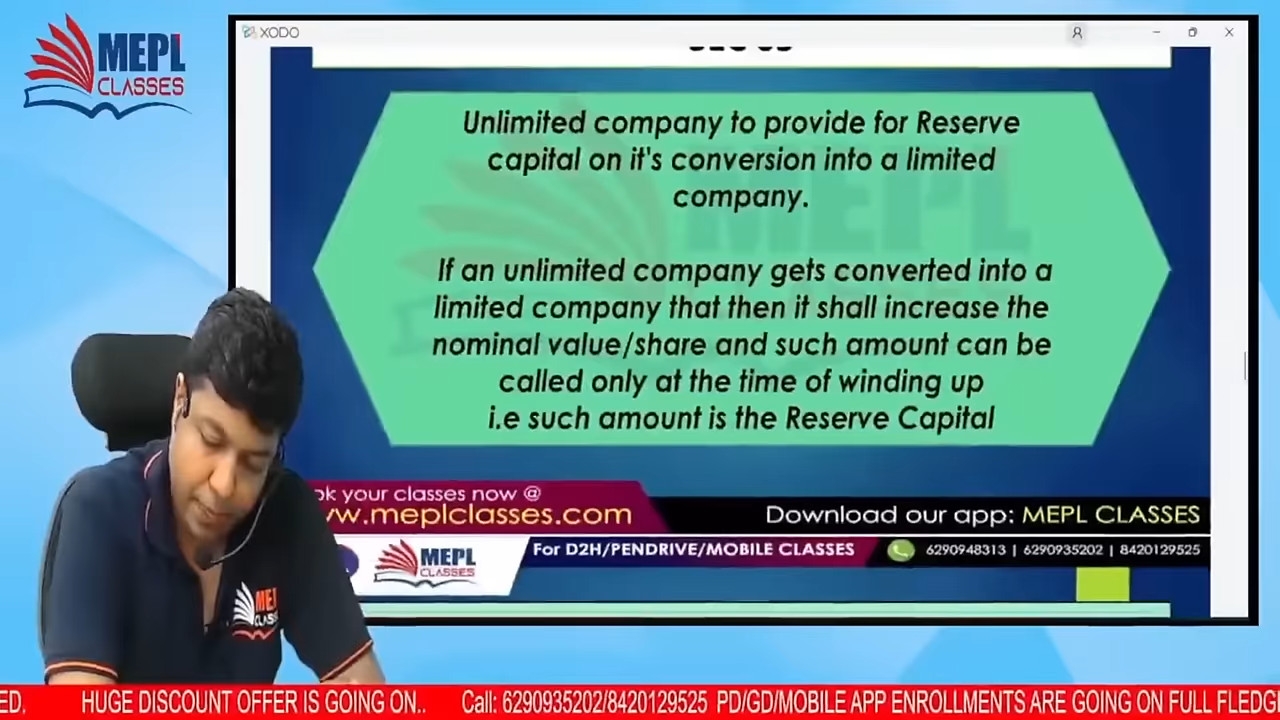 MEPL
CLASSES
XODO
Unlimited company to provide for Reserve
capital on it's conversion into a limited
company.
If an unlimited company gets converted into a
limited company that then it shall increase the
nominal value/share and such amount can be
called only at the time of winding up
i.e such amount is the Reserve Capital
your classes now @
.meplclasses.com
Download our app: MEPL CLASSES
MEPL
CLASSES
For D2H/PENDRIVE/MOBILE CLASSES
6290948313 | 6290935202 | 8420129525
HUGE DISCOUNT OFFER IS GOING ON.. Call: 6290935202/8420129525 PD/GD/MOBILE APP ENROLLMENTS ARE GOING ON FULL